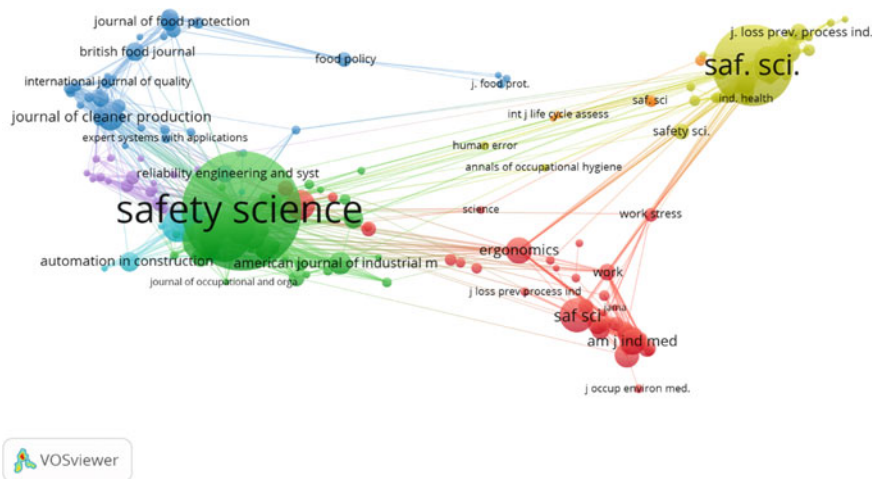 journal of food protection
j. loss prev. process ind.
british food journal
food policy
saf. sci.
international journal of quality
j. food prot.
saf. sci
ind. health
journal of cleaner production
int j life cycle assess
expert systems with applications
safety sci.
human error
reliability engineering and syst
annals of occupational hygiene
safety science
science
work stress
ergonomics
automation in construction
american journal of industrial m
work
journal of occupational and orga
j loss prev process ind
jama
saf sci
am j ind med
j occup environ med.
VOSviewer